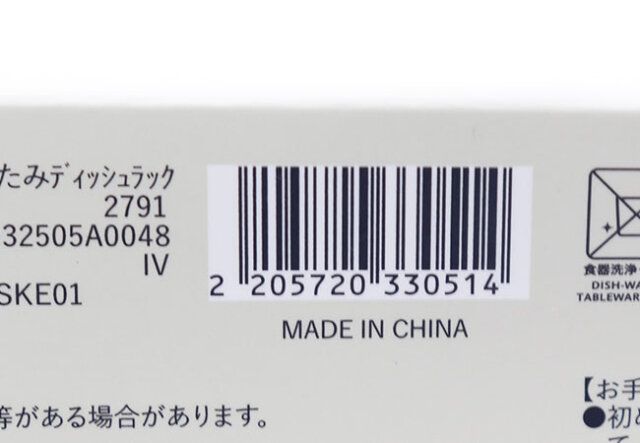 たみディッシュラック
2791
32505A0048
IV
SKE01
2 205720 330514
MADE IN CHINA
食器洗浄
DISH-WA
TABLEWAR
等がある場合があります。
【お手
●初め